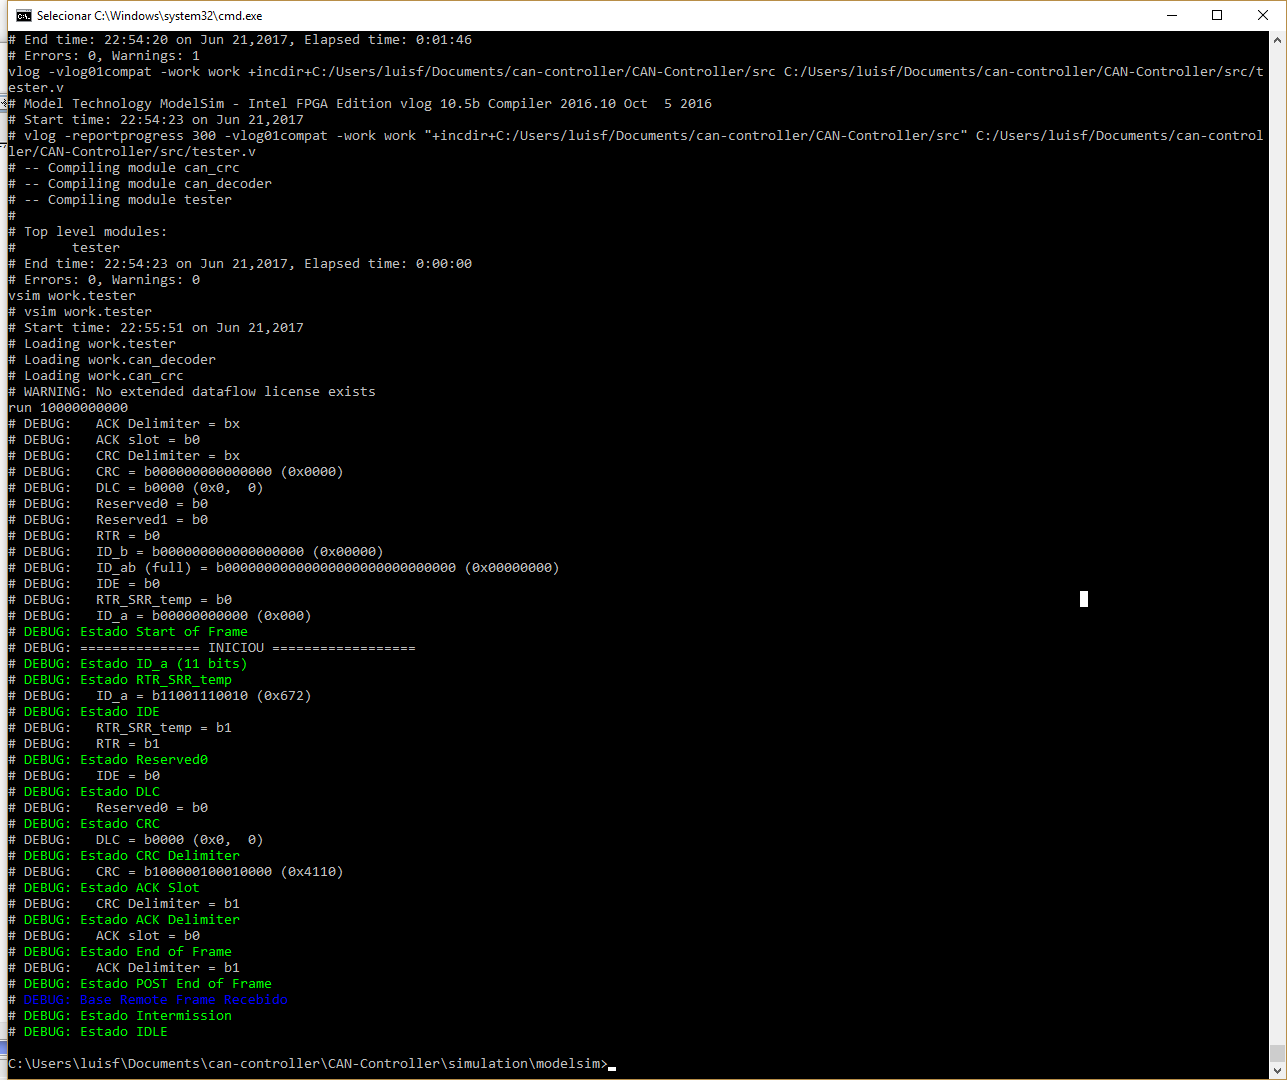 Selecionar C:\Windows\system32\cmd.exe
# End time: 22:54:20 on Jun 21,2017, Elapsed time: 0:01:46
# Errors: 0, Warnings: 1
vlog -vlog01compat -work work +incdir+C:/Users/luisf/Documents/can-controller/CAN-Controller/src C:/Users/luisf/Documents/can-controller/CAN-Controller/src/t
ester.v
# Model Technology ModelSim - Intel FPGA Edition vlog 10.5b Compiler 2016.10 Oct  5 2016
# Start time: 22:54:23 on Jun 21,2017
# vlog -reportprogress 300 -vlog01compat -work work "+incdir+C:/Users/luisf/Documents/can-controller/CAN-Controller/src" C:/Users/luisf/Documents/can-control
ler/CAN-Controller/src/tester.v
# -- Compiling module can_crc
# -- Compiling module can_decoder
# -- Compiling module tester
#
# Top level modules:
#       tester
# End time: 22:54:23 on Jun 21,2017, Elapsed time: 0:00:00
# Errors: 0, Warnings: 0
vsim work.tester
# vsim work.tester
# Start time: 22:55:51 on Jun 21,2017
# Loading work.tester
# Loading work.can_decoder
# Loading work.can_crc
# WARNING: No extended dataflow license exists
run 10000000000
# DEBUG:   ACK Delimiter = bx
# DEBUG:   ACK slot = b0
# DEBUG:   CRC Delimiter = bx
# DEBUG:   CRC = b000000000000000 (0x0000)
# DEBUG:   DLC = b0000 (0x0,  0)
# DEBUG:   Reserved0 = b0
# DEBUG:   Reserved1 = b0
# DEBUG:   RTR = b0
# DEBUG:   ID_b = b000000000000000000 (0x00000)
# DEBUG:   ID_ab (full) = b00000000000000000000000000000 (0x00000000)
# DEBUG:   IDE = b0
# DEBUG:   RTR_SRR_temp = b0
# DEBUG:   ID_a = b00000000000 (0x000)
# DEBUG: Estado Start of Frame
# DEBUG: =============== INICIOU ==================
# DEBUG: Estado ID_a (11 bits)
# DEBUG: Estado RTR_SRR_temp
# DEBUG:   ID_a = b11001110010 (0x672)
# DEBUG: Estado IDE
# DEBUG:   RTR_SRR_temp = b1
# DEBUG:   RTR = b1
# DEBUG: Estado Reserved0
# DEBUG:   IDE = b0
# DEBUG: Estado DLC
# DEBUG:   Reserved0 = b0
# DEBUG: Estado CRC
# DEBUG:   DLC = b0000 (0x0,  0)
# DEBUG: Estado CRC Delimiter
# DEBUG:   CRC = b100000100010000 (0x4110)
# DEBUG: Estado ACK Slot
# DEBUG:   CRC Delimiter = b1
# DEBUG: Estado ACK Delimiter
# DEBUG:   ACK slot = b0
# DEBUG: Estado End of Frame
# DEBUG:   ACK Delimiter = b1
# DEBUG: Estado POST End of Frame
# DEBUG: Base Remote Frame Recebido
# DEBUG: Estado Intermission
# DEBUG: Estado IDLE
C:\Users\luisf\Documents\can-controller\CAN-Controller\simulation\modelsim>